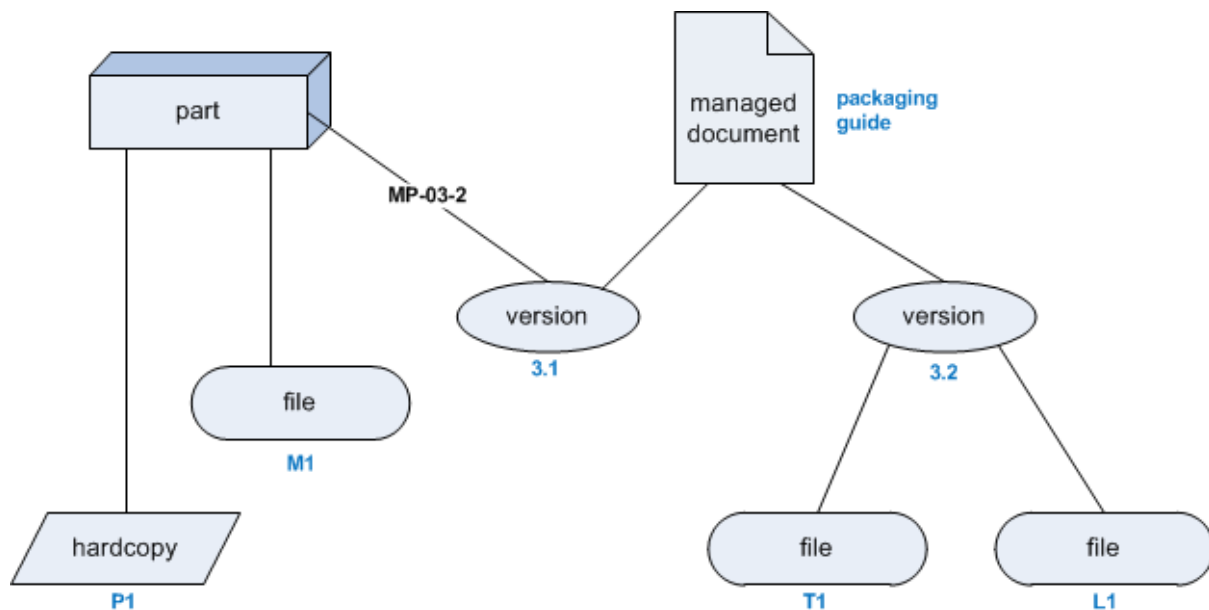 part
managed
document
packaging
guide
MP-03-2
version
3.1
version
3.2
file
M1
hardcopy
P1
file
T1
file
L1